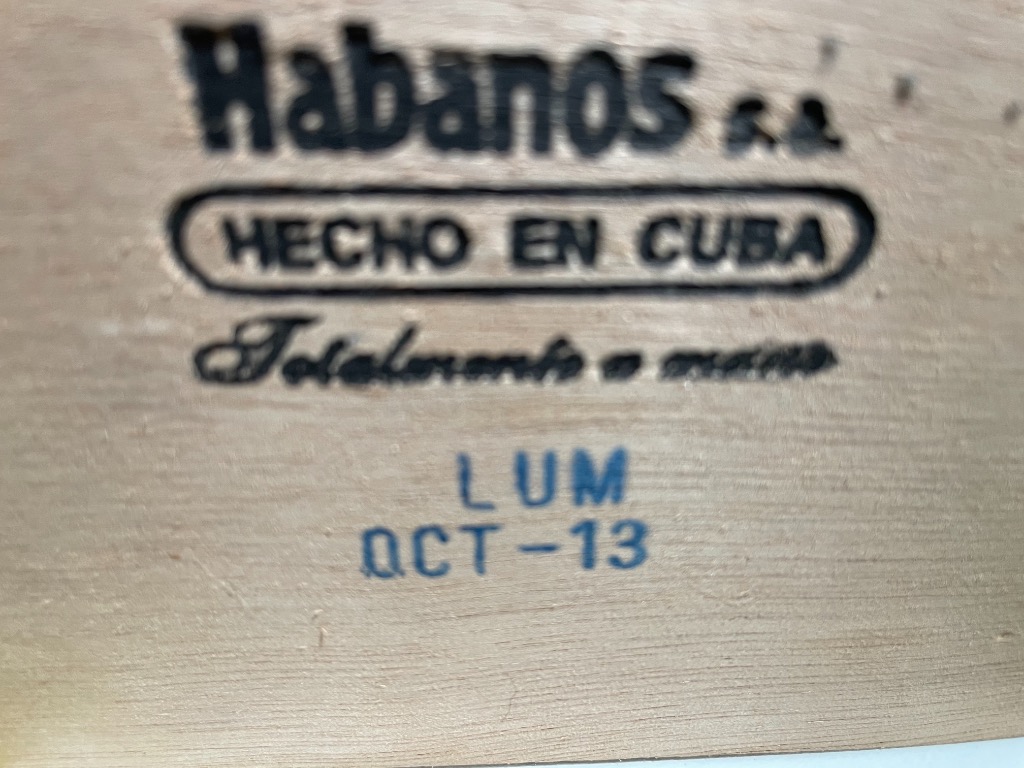 Habanos s.a.
HECHO EN CUBA
Totalmente a mano
LUM
OCT-13